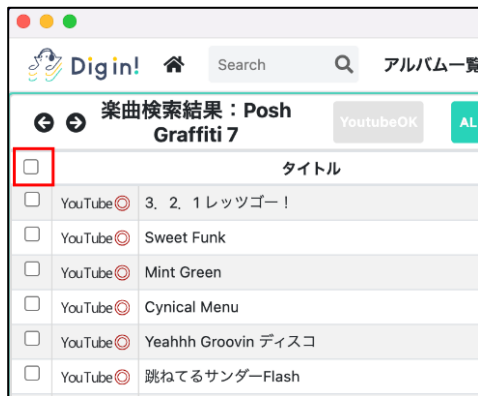 Dig in! Search アルバム一覧
楽曲検索結果：Posh
Graffiti 7
YoutubeOK AL
タイトル
YouTube◎ 3．2．1レッツゴー！
YouTube◎ Sweet Funk
YouTube◎ Mint Green
YouTube◎ Cynical Menu
YouTube◎ Yeahhh Groovin ディスコ
YouTube◎ 跳ねてるサンダーFlash